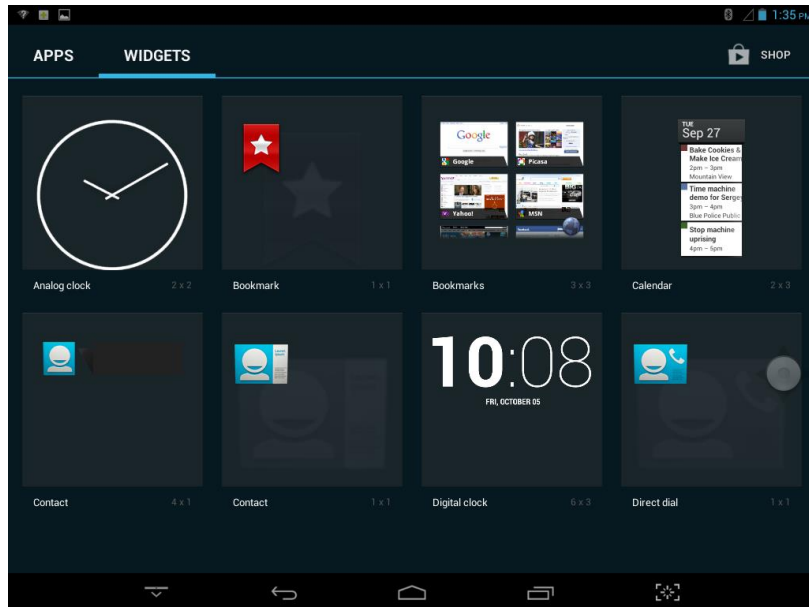 1:35 PM
APPS WIDGETS SHOP
Google
Google Picasa
Yahoo! MSN
TUE
Sep 27
Bake Cookies &
Make Ice Cream
2pm – 3pm
Mountain View
Time machine
demo for Sergey
3pm – 4pm
Blue Police Public
Stop machine
uprising
4pm – 5pm
Analog clock 2 x 2 Bookmark 1 x 1 Bookmarks 3 x 3 Calendar 2 x 3
10:08
FRI, OCTOBER 05
Contact 4 x 1 Contact 1 x 1 Digital clock 6 x 3 Direct dial 1 x 1